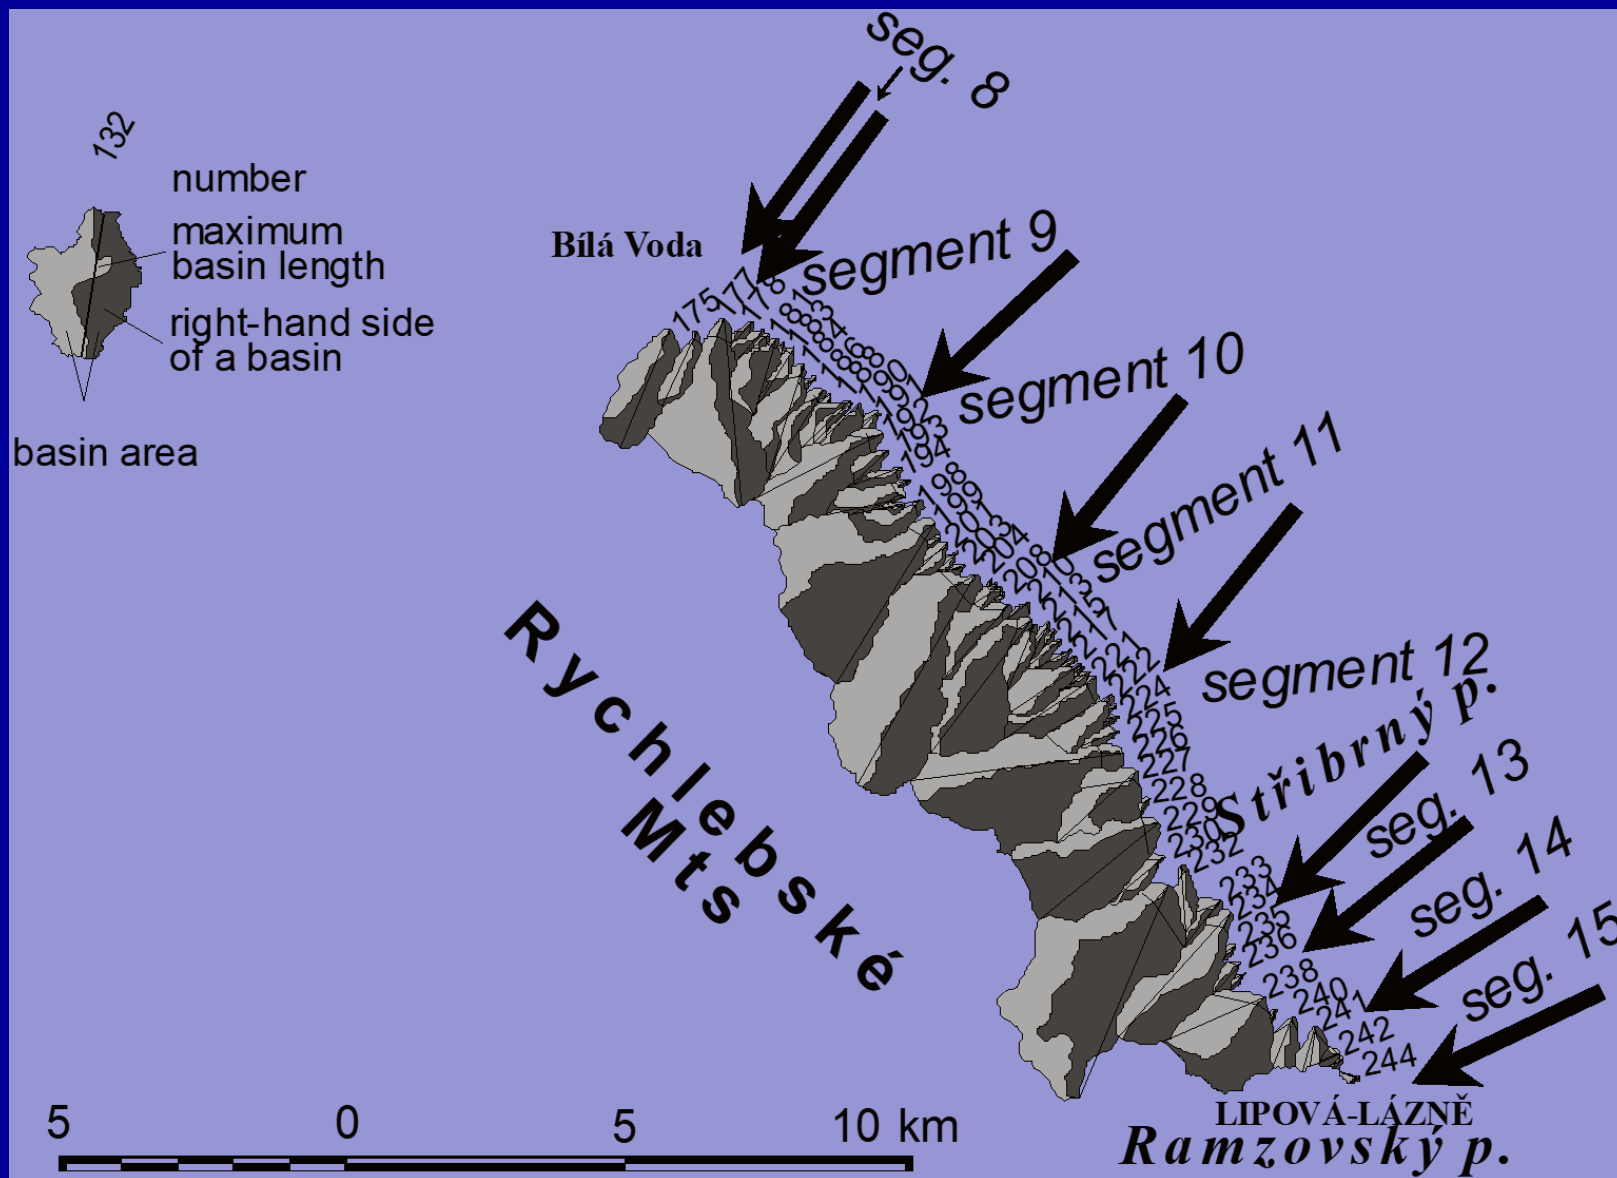 seg. 8
132
number
maximum
basin length
right-hand side
of a basin
basin area
Bílá Voda
segment 9
segment 10
segment 11
segment 12
Stříbrný p.
seg. 13
seg. 14
seg. 15
175
177
178
194
204
208
217
221
222
224
225
226
227
228
229
230
232
233
234
235
236
238
240
241
242
244
Rychlebské
Mts
5 0 5 10 km
LIPOVÁ-LÁZNĚ
Ramzovský p.